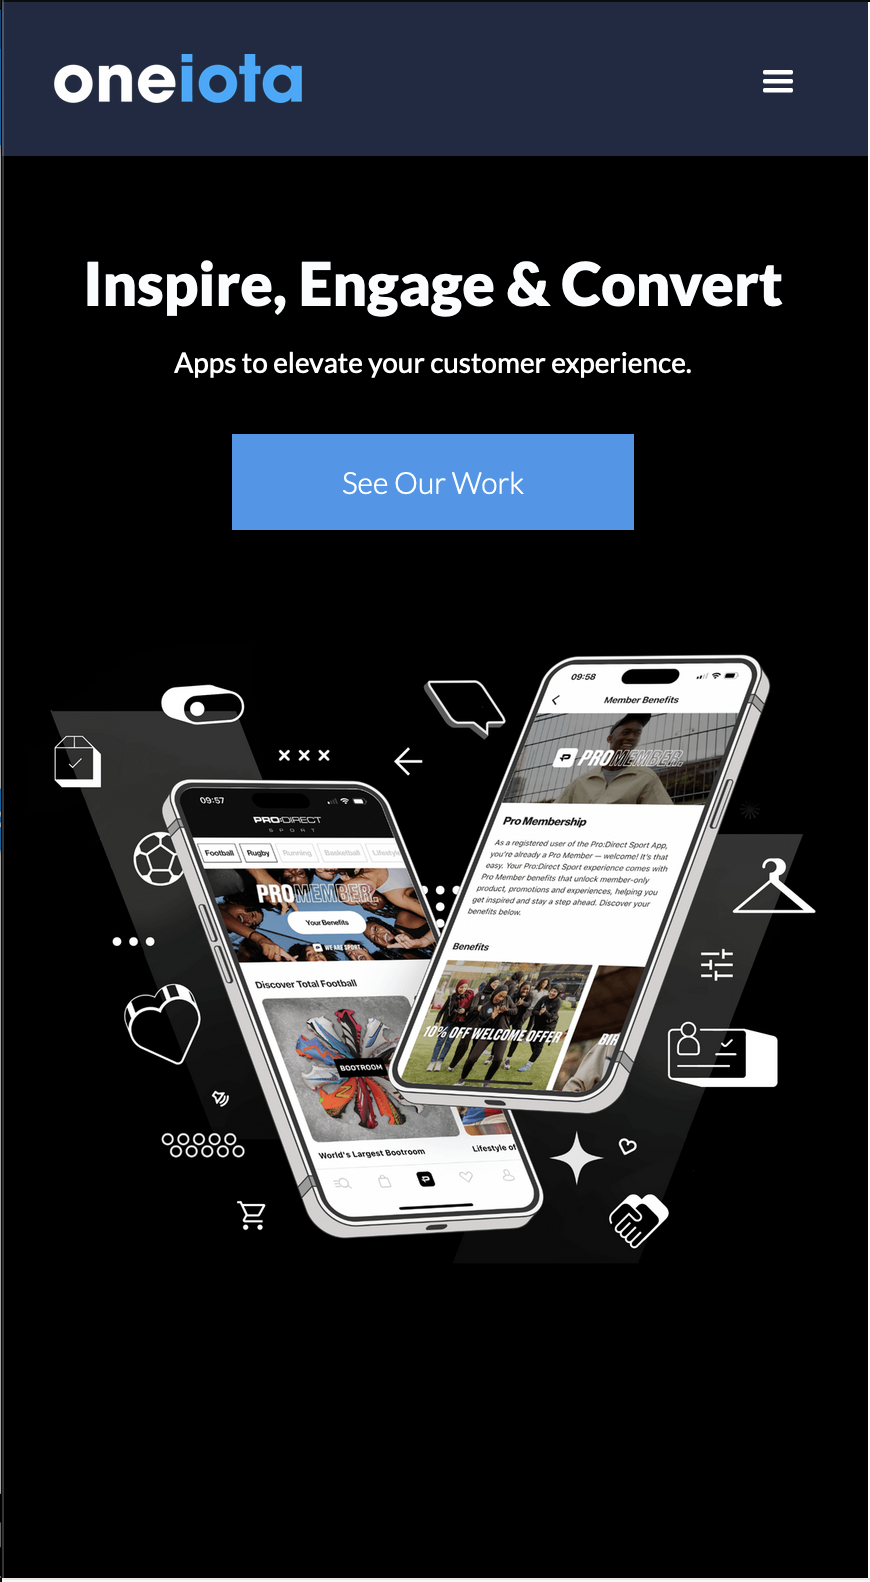 oneiota
Inspire, Engage & Convert
Apps to elevate your customer experience.
See Our Work
09:58
Member Benefits
PROMEMBER.
Pro Membership
As a registered user of the Pro:Direct Sport App,
you're already a Pro Member — welcome! It's that
easy. Your Pro:Direct Sport experience comes with
Pro Member benefits that unlock member-only
product, promotions and experiences, helping you
get inspired and stay a step ahead. Discover your
benefits below.
Benefits
10% OFF WELCOME OFFER
BIR
09:57
PRO:DIRECT
SPORT
Football Rugby Running Basketball Lifestyle
PROMEMBER.
Your Benefits
WE ARE SPORT.
Discover Total Football
BOOTROOM
World's Largest Bootroom
Lifestyle of